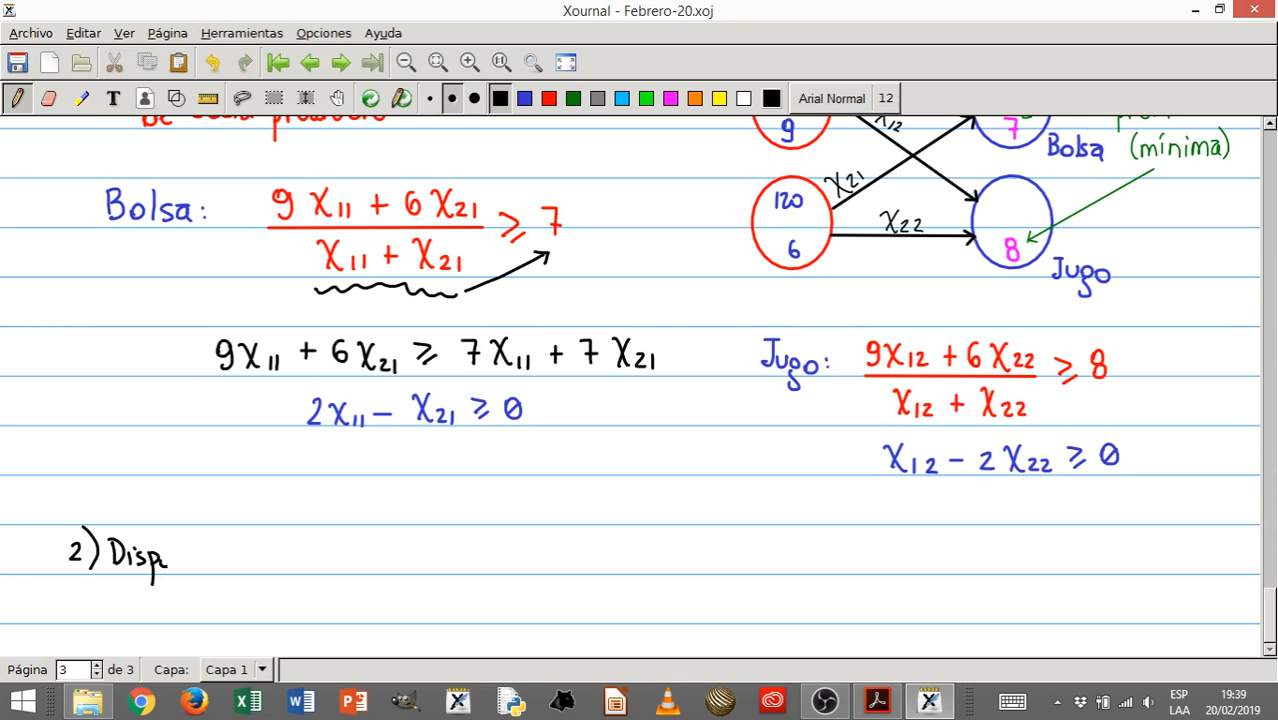 Xournal - Febrero-20.xoj
Archivo Editar Ver Página Herramientas Opciones Ayuda
Arial Normal 12
9
x12
7
Bolsa
(mínima)
Bolsa: 9 x11 + 6 x21 / x11 + x21 ≥ 7
120
6
x21
x22
8
Jugo
9x11 + 6x21 ≥ 7x11 + 7x21
2x11 − x21 ≥ 0
Jugo: 9x12 + 6x22 / x12 + x22 ≥ 8
x12 − 2x22 ≥ 0
2) Disp
Página 3 de 3 Capa: Capa 1
ESP
LAA
19:39
20/02/2019